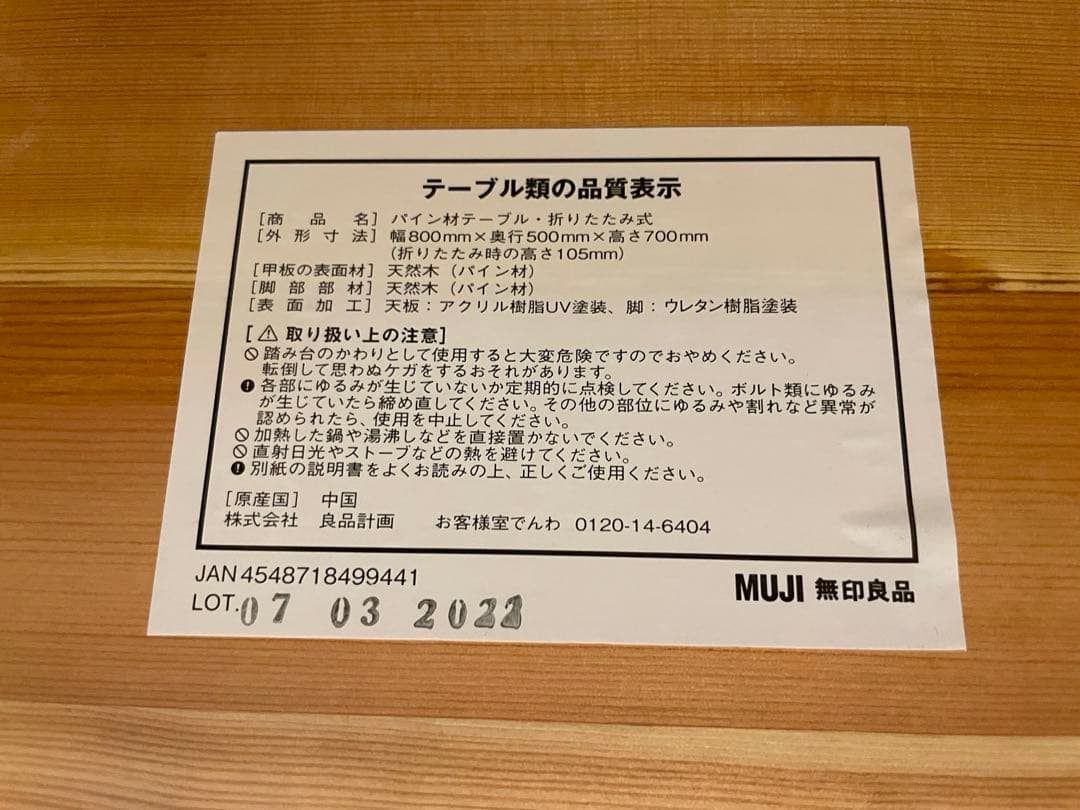 テーブル類の品質表示
[商品名] パイン材テーブル・折りたたみ式
[外形寸法] 幅800mm×奥行500mm×高さ700mm
(折りたたみ時の高さ105mm)
[甲板の表面材] 天然木(パイン材)
[脚部部材] 天然木(パイン材)
[表面加工] 天板:アクリル樹脂UV塗装、脚:ウレタン樹脂塗装
[⚠ 取り扱い上の注意]
踏み台のかわりとして使用すると大変危険ですのでおやめください。
転倒して思わぬケガをするおそれがあります。
各部にゆるみが生じていないか定期的に点検してください。ボルト類にゆるみ
が生じていたら締め直してください。その他の部位にゆるみや割れなど異常が
認められたら、使用を中止してください。
加熱した鍋や湯沸しなどを直接置かないでください。
直射日光やストーブなどの熱を避けてください。
別紙の説明書をよくお読みの上、正しくご使用ください。
[原産国] 中国
株式会社 良品計画 お客様室でんわ 0120-14-6404
JAN 4548718499441
LOT. 07 03 2022
MUJI 無印良品